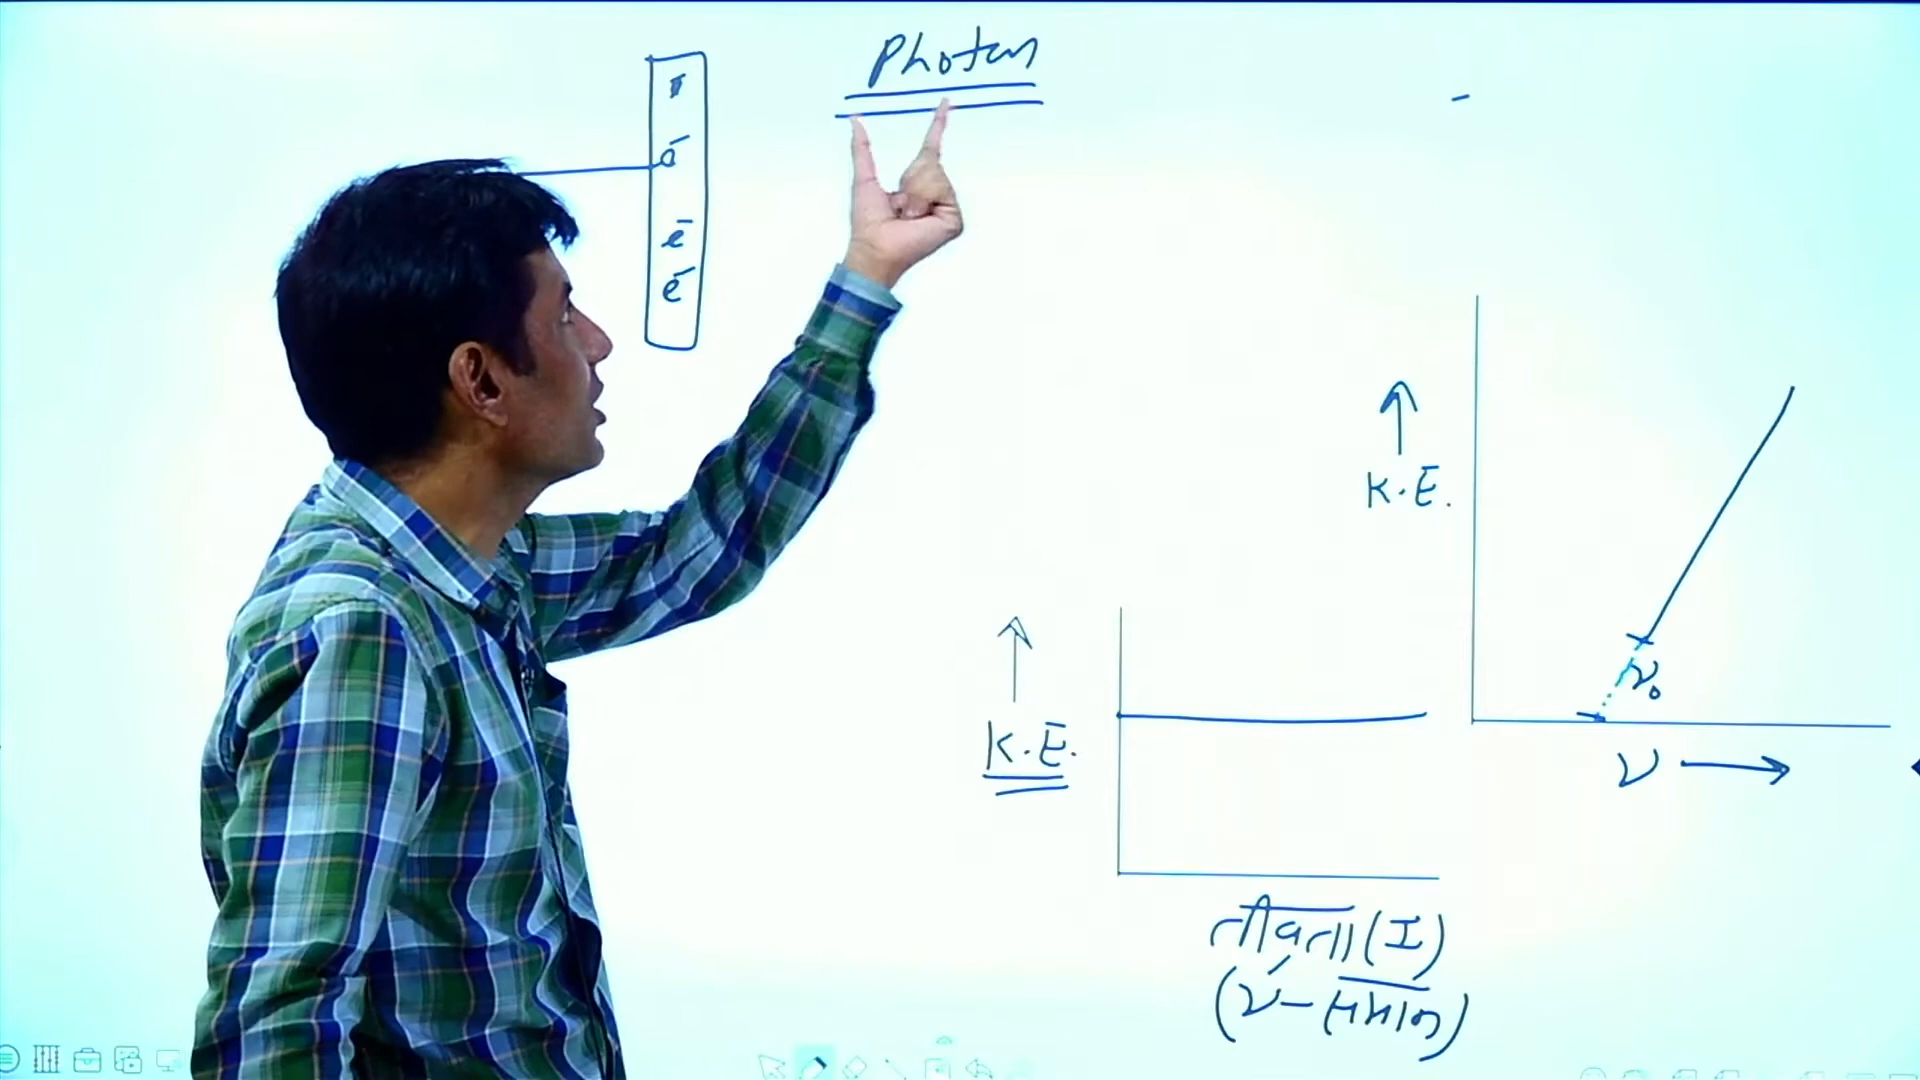 Photon
e⁻
e⁻
e⁻
K.E.
ν₀
ν
K.E.
तीव्रता (I)
(ν - समान)